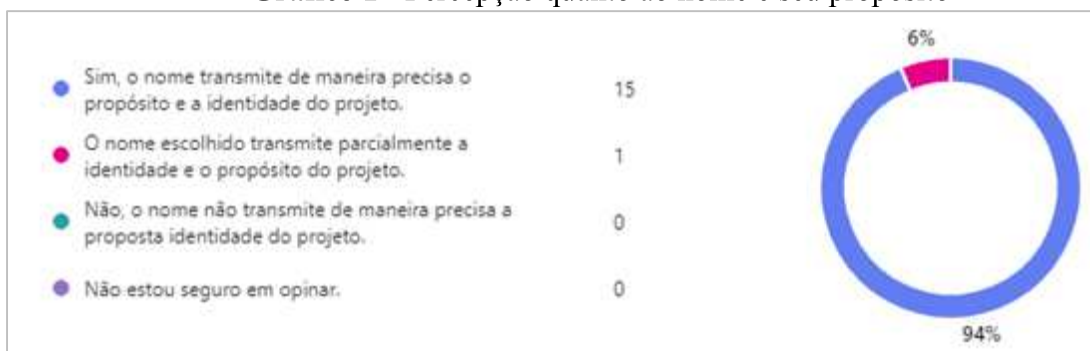 6%
Sim, o nome transmite de maneira precisa o
propósito e a identidade do projeto.
15
O nome escolhido transmite parcialmente a
identidade e o propósito do projeto.
1
Não, o nome não transmite de maneira precisa a
proposta identidade do projeto.
0
Não estou seguro em opinar.
0
94%